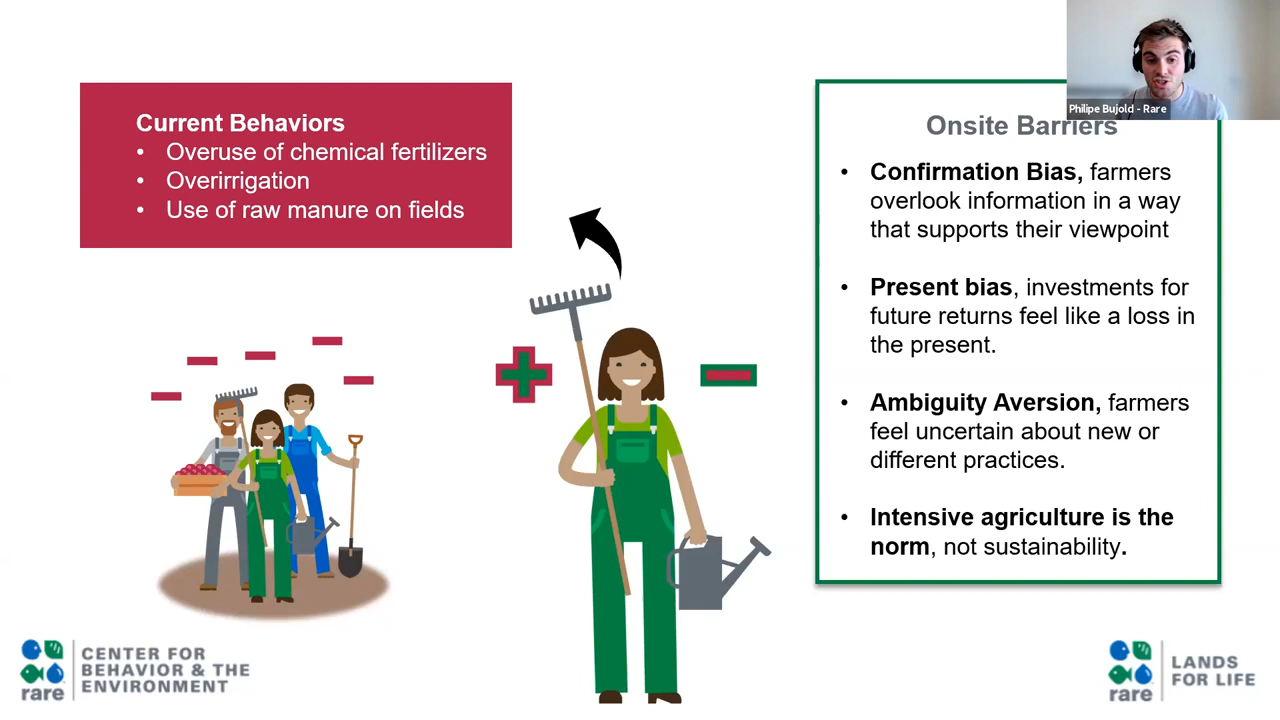 Philipe Bujold - Rare
Current Behaviors
• Overuse of chemical fertilizers
• Overirrigation
• Use of raw manure on fields
Onsite Barriers
• Confirmation Bias, farmers
overlook information in a way
that supports their viewpoint
• Present bias, investments for
future returns feel like a loss in
the present.
• Ambiguity Aversion, farmers
feel uncertain about new or
different practices.
• Intensive agriculture is the
norm, not sustainability.
rare
CENTER FOR
BEHAVIOR & THE
ENVIRONMENT
rare
LANDS
FOR LIFE